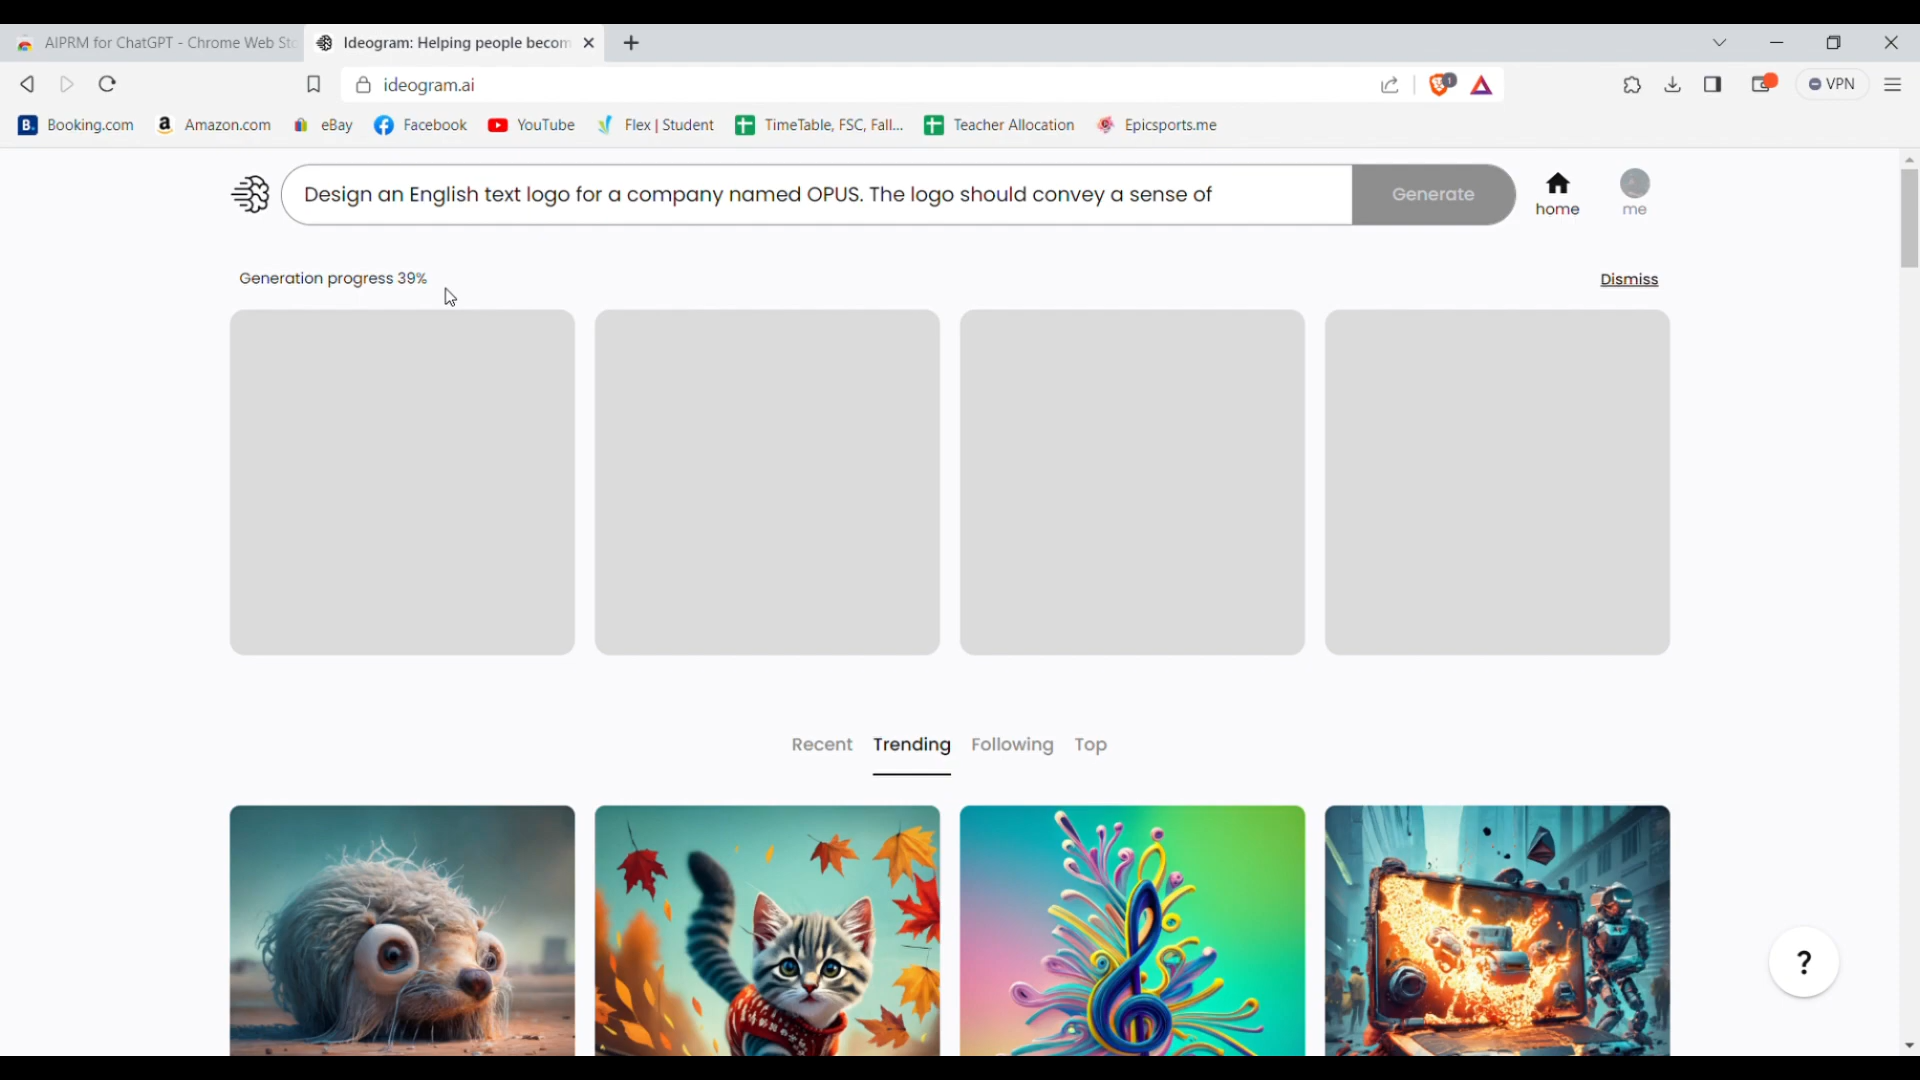 AIPRM for ChatGPT - Chrome Web Sto
Ideogram: Helping people becom
ideogram.ai
1
VPN
B. Booking.com
a Amazon.com
eBay
Facebook
YouTube
Flex | Student
TimeTable, FSC, Fall...
Teacher Allocation
Epicsports.me
Design an English text logo for a company named OPUS. The logo should convey a sense of
Generate
home
me
Generation progress 39%
Dismiss
Recent
Trending
Following
Top
?